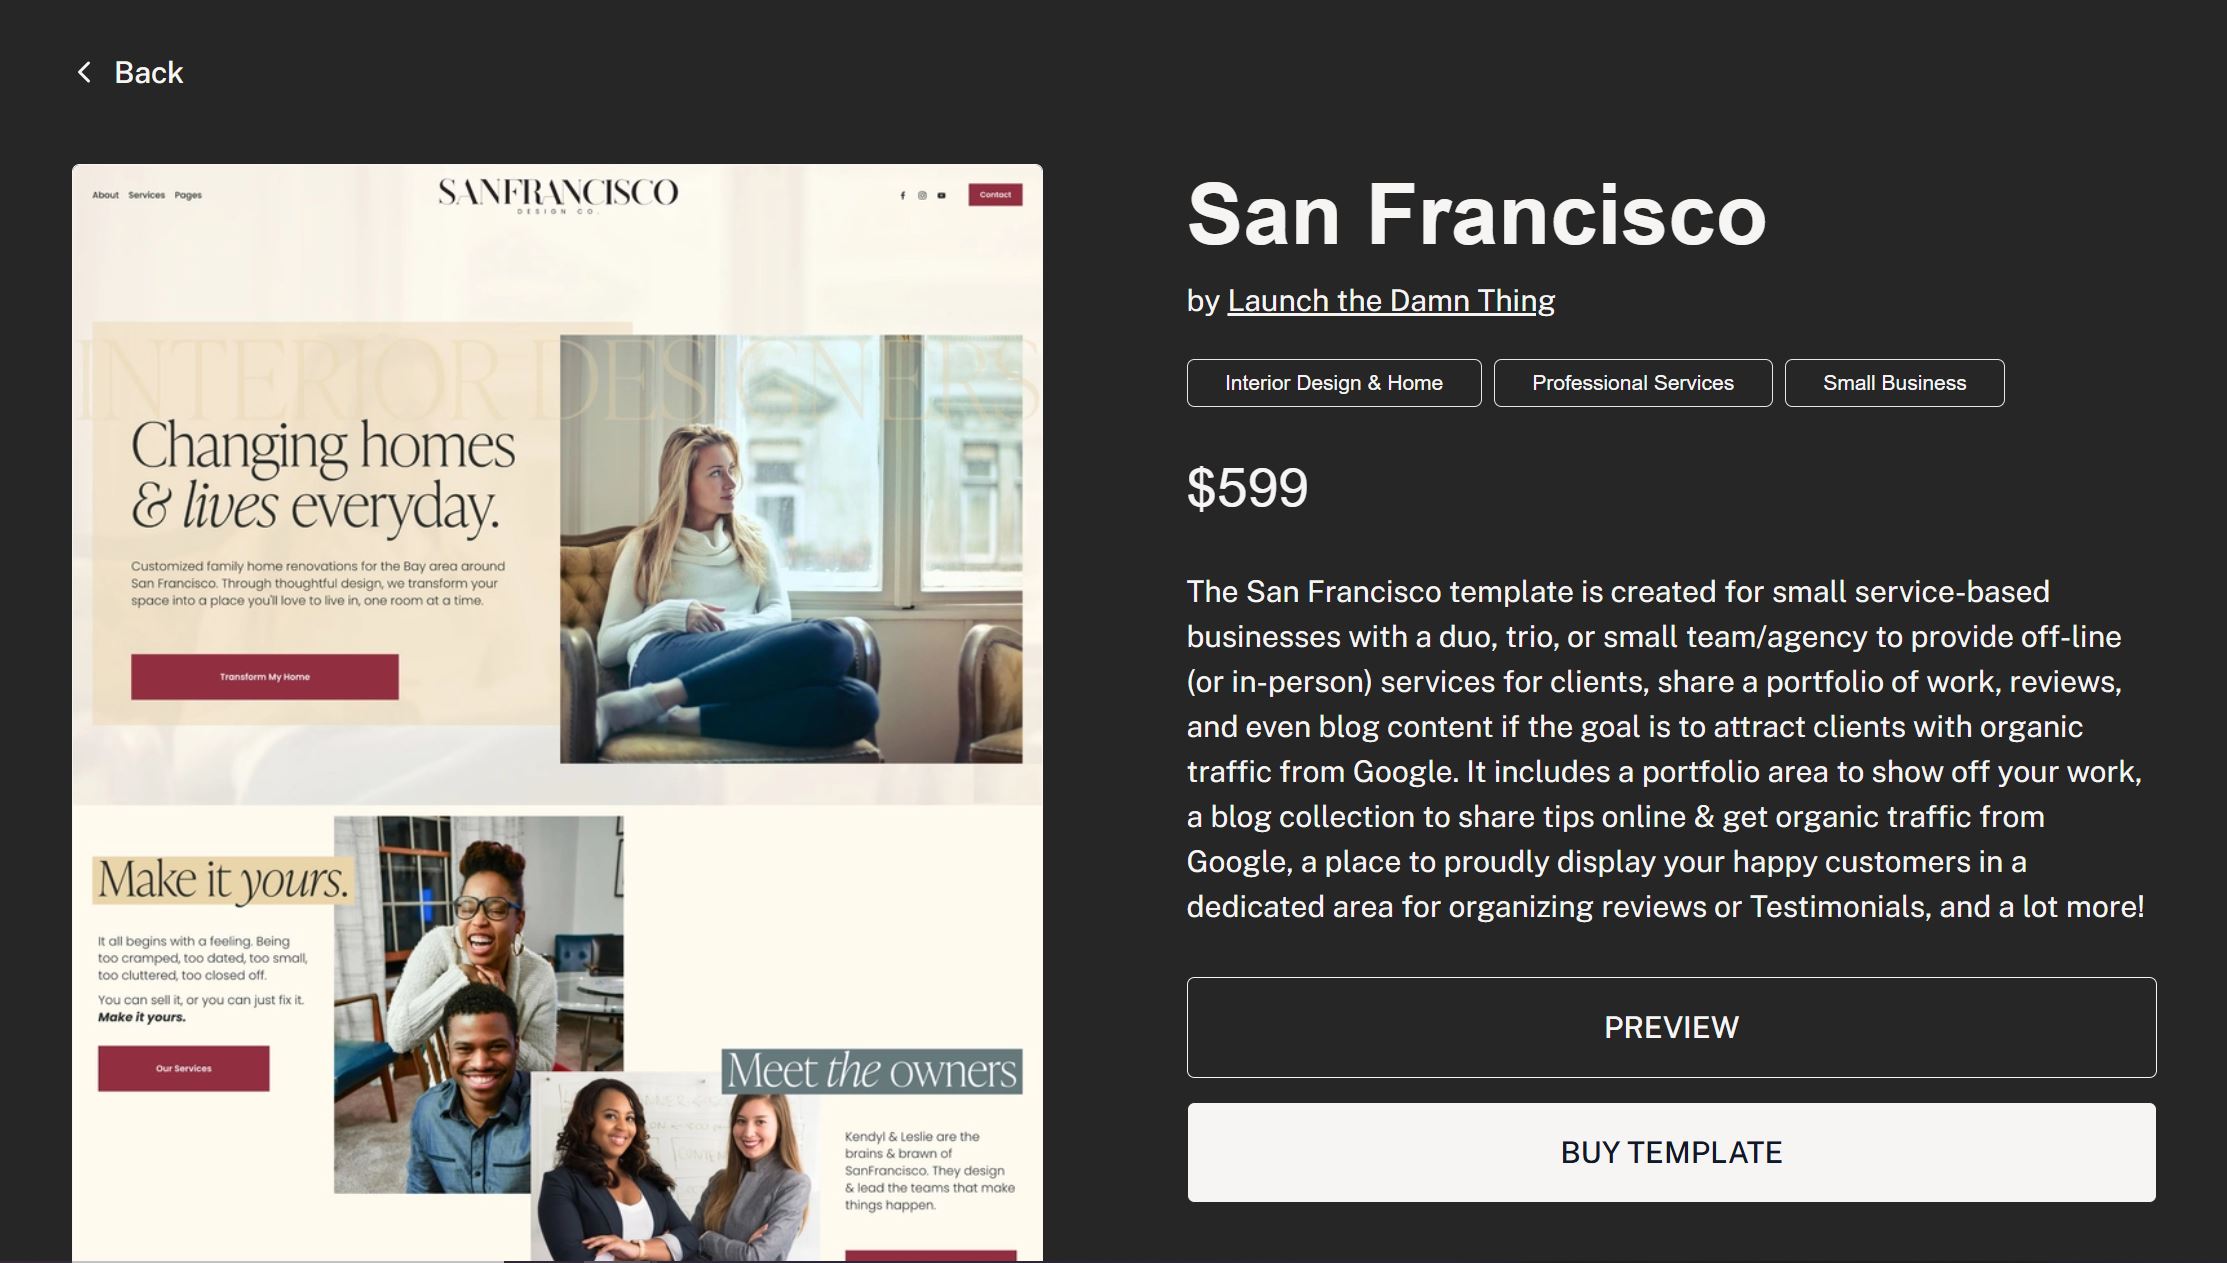 Back
About Services Pages
SANFRANCISCO
DESIGN CO.
Contact
INTERIOR DESIGNERS
Changing homes
& lives everyday.
Customized family home renovations for the Bay area around
San Francisco. Through thoughtful design, we transform your
space into a place you'll love to live in, one room at a time.
Transform My Home
Make it yours.
It all begins with a feeling. Being
too cramped, too dated, too small,
too cluttered, too closed off.
You can sell it, or you can just fix it.
Make it yours.
Our Services
Meet the owners
Kendyl & Leslie are the
brains & brawn of
SanFrancisco. They design
& lead the teams that make
things happen.
San Francisco
by Launch the Damn Thing
Interior Design & Home
Professional Services
Small Business
$599
The San Francisco template is created for small service-based
businesses with a duo, trio, or small team/agency to provide off-line
(or in-person) services for clients, share a portfolio of work, reviews,
and even blog content if the goal is to attract clients with organic
traffic from Google. It includes a portfolio area to show off your work,
a blog collection to share tips online & get organic traffic from
Google, a place to proudly display your happy customers in a
dedicated area for organizing reviews or Testimonials, and a lot more!
PREVIEW
BUY TEMPLATE